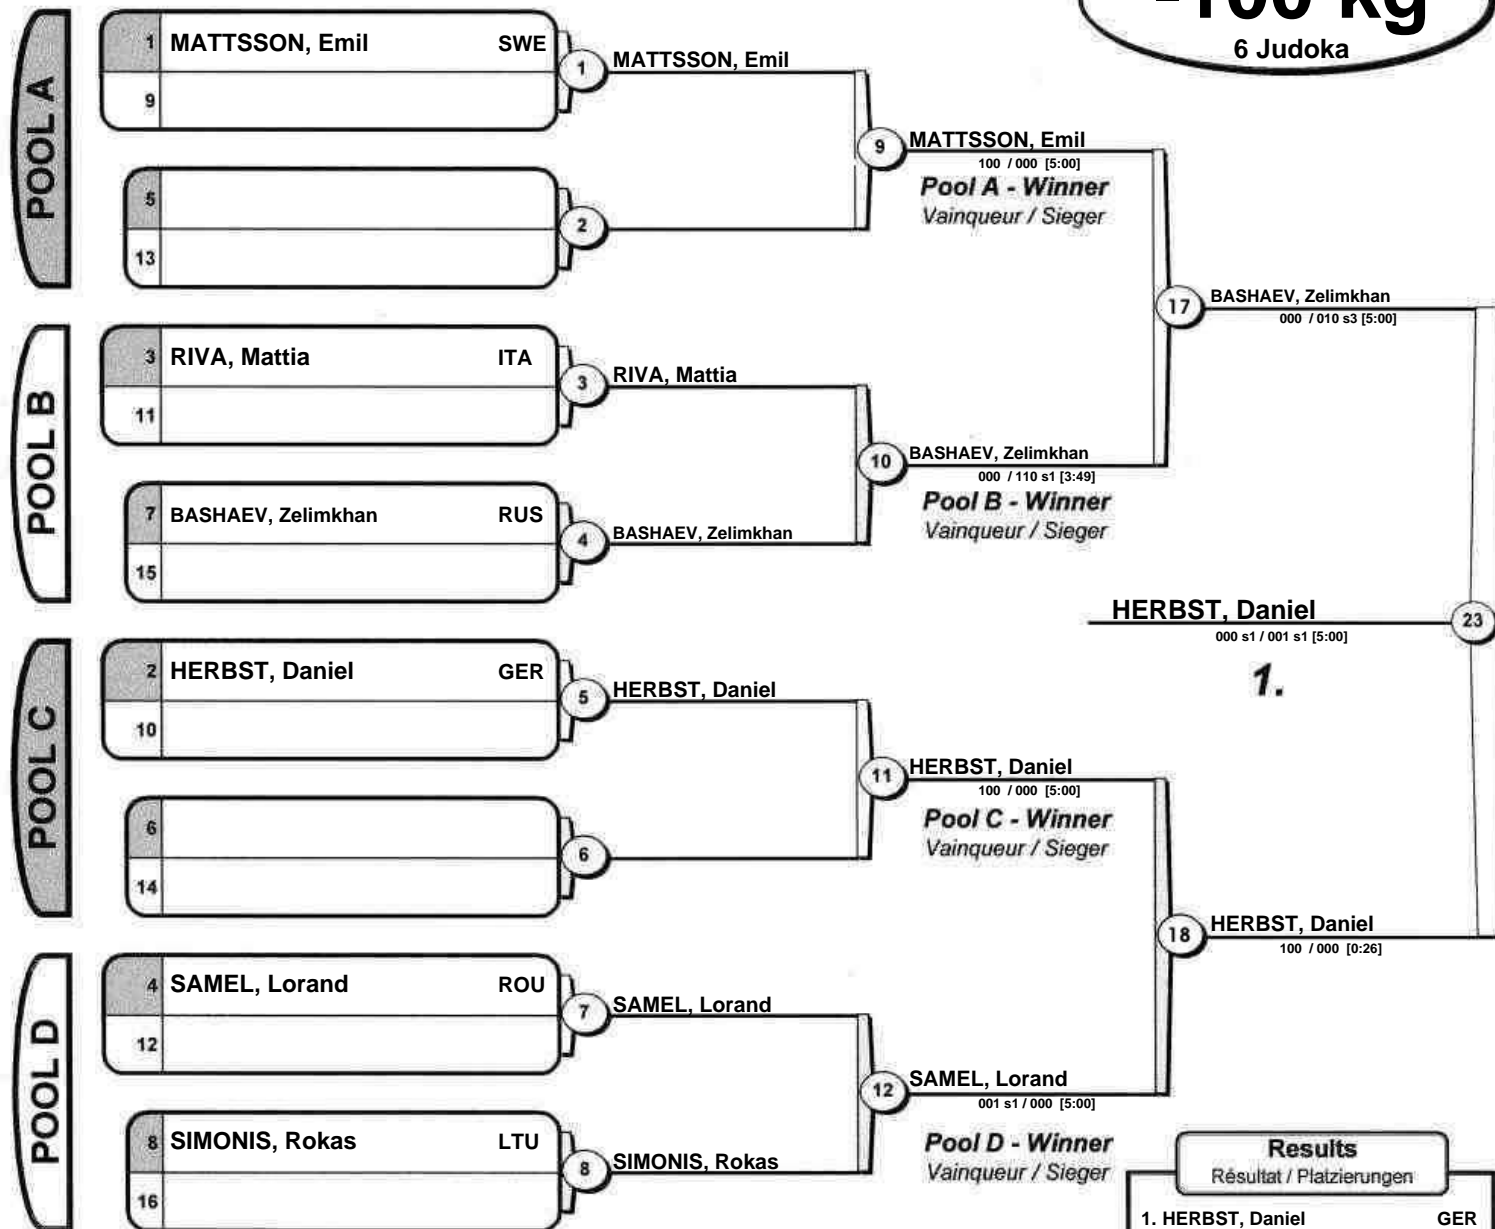 -100 kg
6 Judoka
POOL A
1 MATTSSON, Emil SWE
9
1 MATTSSON, Emil
5
13
2
9 MATTSSON, Emil
100 / 000 [5:00]
Pool A - Winner
Vainqueur / Sieger
POOL B
3 RIVA, Mattia ITA
11
3 RIVA, Mattia
7 BASHAEV, Zelimkhan RUS
15
4 BASHAEV, Zelimkhan
10 BASHAEV, Zelimkhan
000 / 110 s1 [3:49]
Pool B - Winner
Vainqueur / Sieger
17 BASHAEV, Zelimkhan
000 / 010 s3 [5:00]
HERBST, Daniel 23
000 s1 / 001 s1 [5:00]
1.
POOL C
2 HERBST, Daniel GER
10
5 HERBST, Daniel
6
14
6
11 HERBST, Daniel
100 / 000 [5:00]
Pool C - Winner
Vainqueur / Sieger
18 HERBST, Daniel
100 / 000 [0:26]
POOL D
4 SAMEL, Lorand ROU
12
7 SAMEL, Lorand
8 SIMONIS, Rokas LTU
16
8 SIMONIS, Rokas
12 SAMEL, Lorand
001 s1 / 000 [5:00]
Pool D - Winner
Vainqueur / Sieger
Results
Résultat / Platzierungen
1. HERBST, Daniel GER